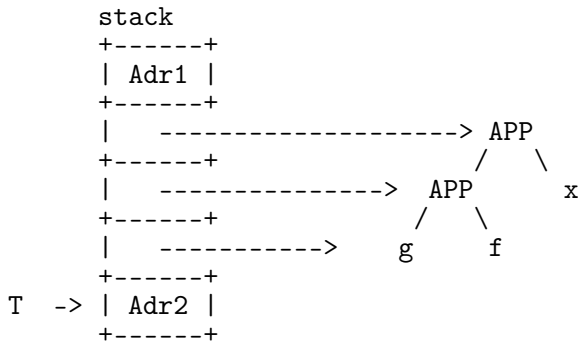 stack
+------+
| Adr1 |
+------+
|   --------------------> APP
+------+                 /   \
|   ---------------> APP      x
+------+            /   \
|   ----------->   g     f
+------+
T -> | Adr2 |
+------+